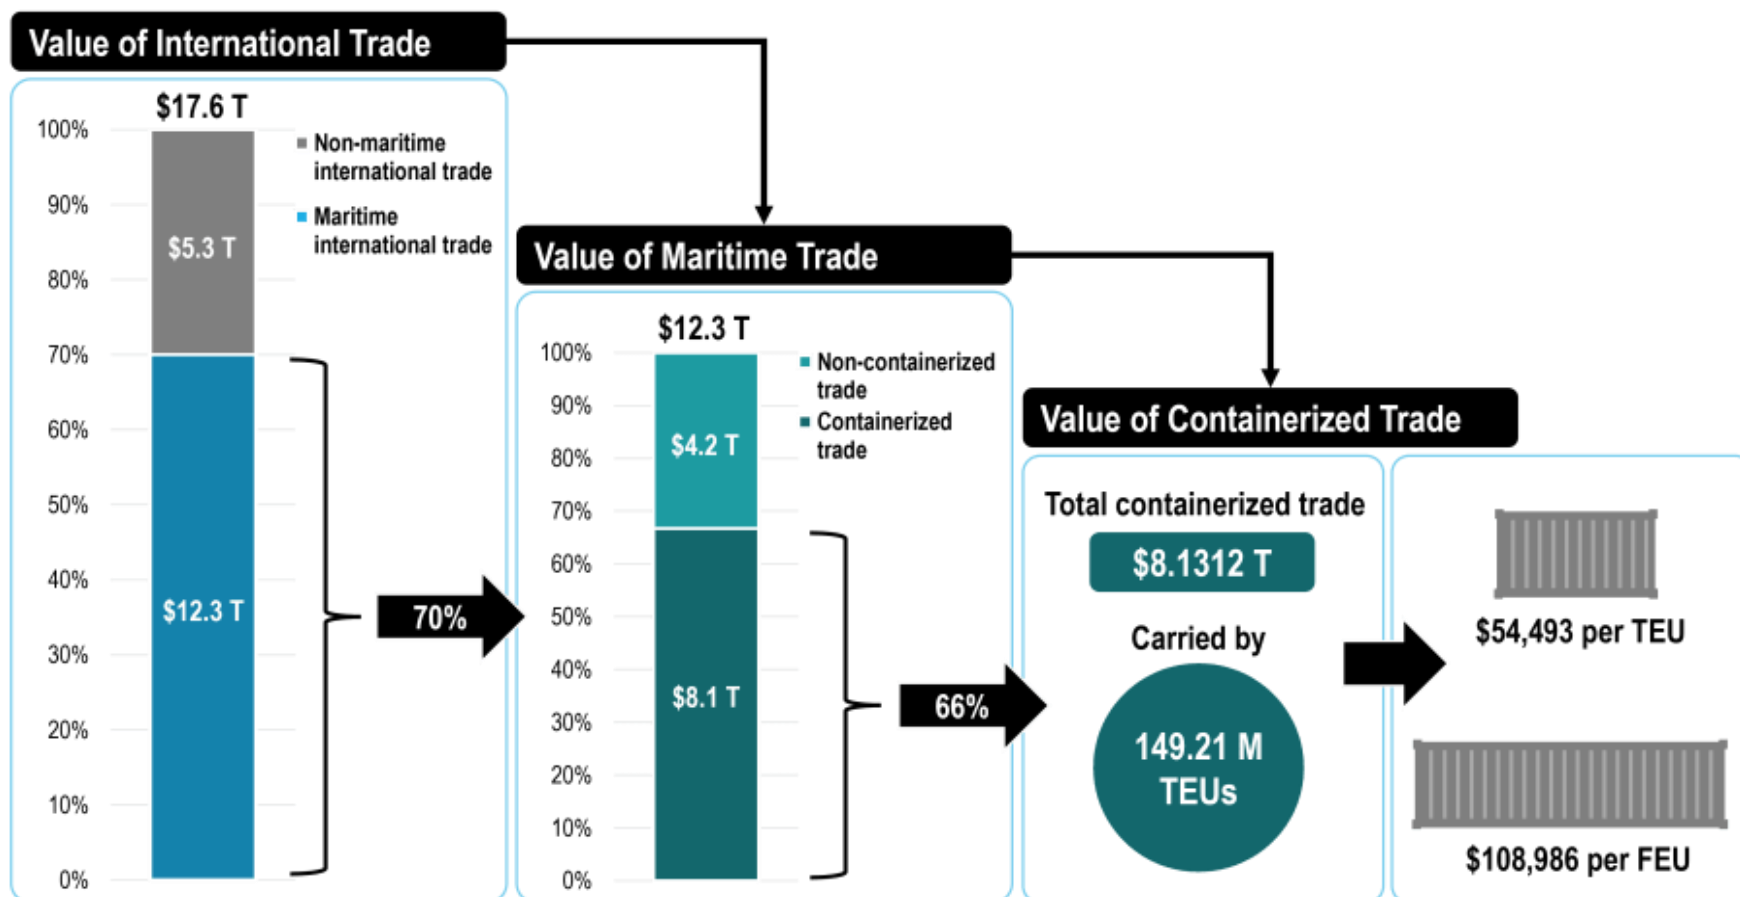 Value of International Trade
$17.6 T
100%
90%
80%
70%
60%
50%
40%
30%
20%
10%
0%
$5.3 T
$12.3 T
Non-maritime
international trade
Maritime
international trade
70%
Value of Maritime Trade
$12.3 T
100%
90%
80%
70%
60%
50%
40%
30%
20%
10%
0%
$4.2 T
$8.1 T
Non-containerized
trade
Containerized
trade
66%
Value of Containerized Trade
Total containerized trade
$8.1312 T
Carried by
149.21 M
TEUs
$54,493 per TEU
$108,986 per FEU